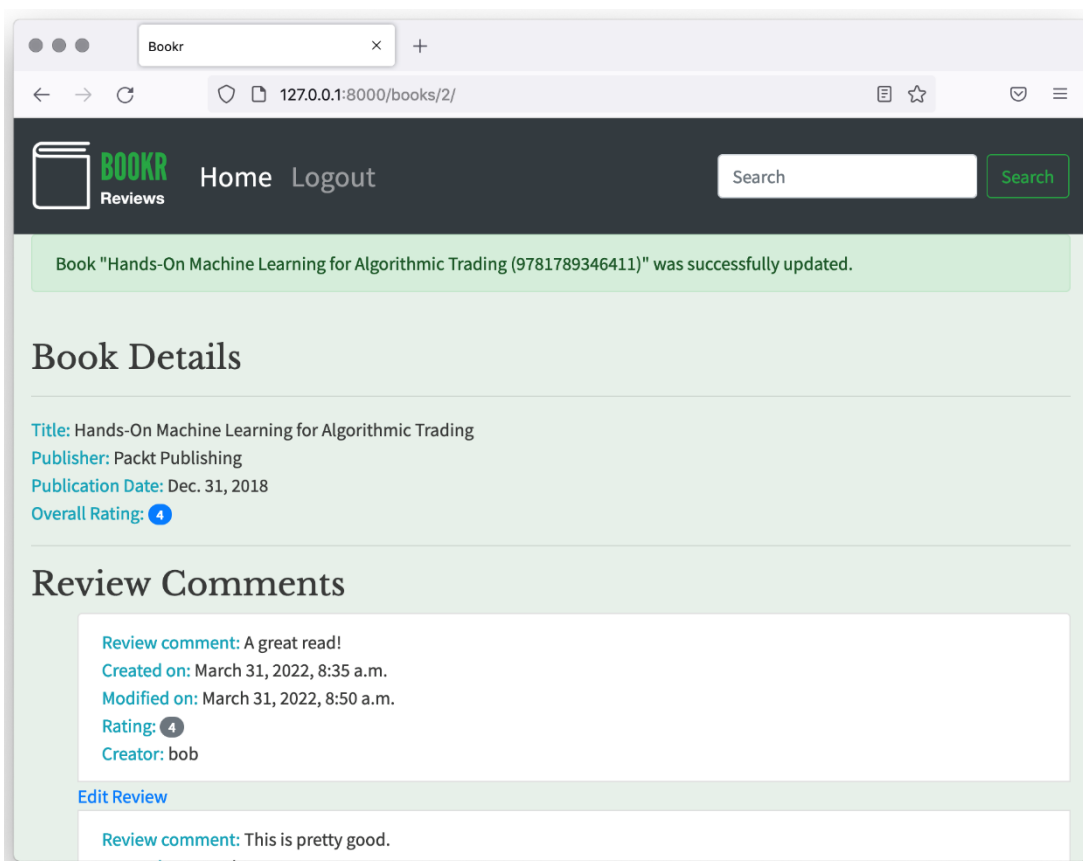 Bookr
127.0.0.1:8000/books/2/
BOOKR
Reviews
Home Logout
Search
Search
Book "Hands-On Machine Learning for Algorithmic Trading (9781789346411)" was successfully updated.
Book Details
Title: Hands-On Machine Learning for Algorithmic Trading
Publisher: Packt Publishing
Publication Date: Dec. 31, 2018
Overall Rating: 4
Review Comments
Review comment: A great read!
Created on: March 31, 2022, 8:35 a.m.
Modified on: March 31, 2022, 8:50 a.m.
Rating: 4
Creator: bob
Edit Review
Review comment: This is pretty good.